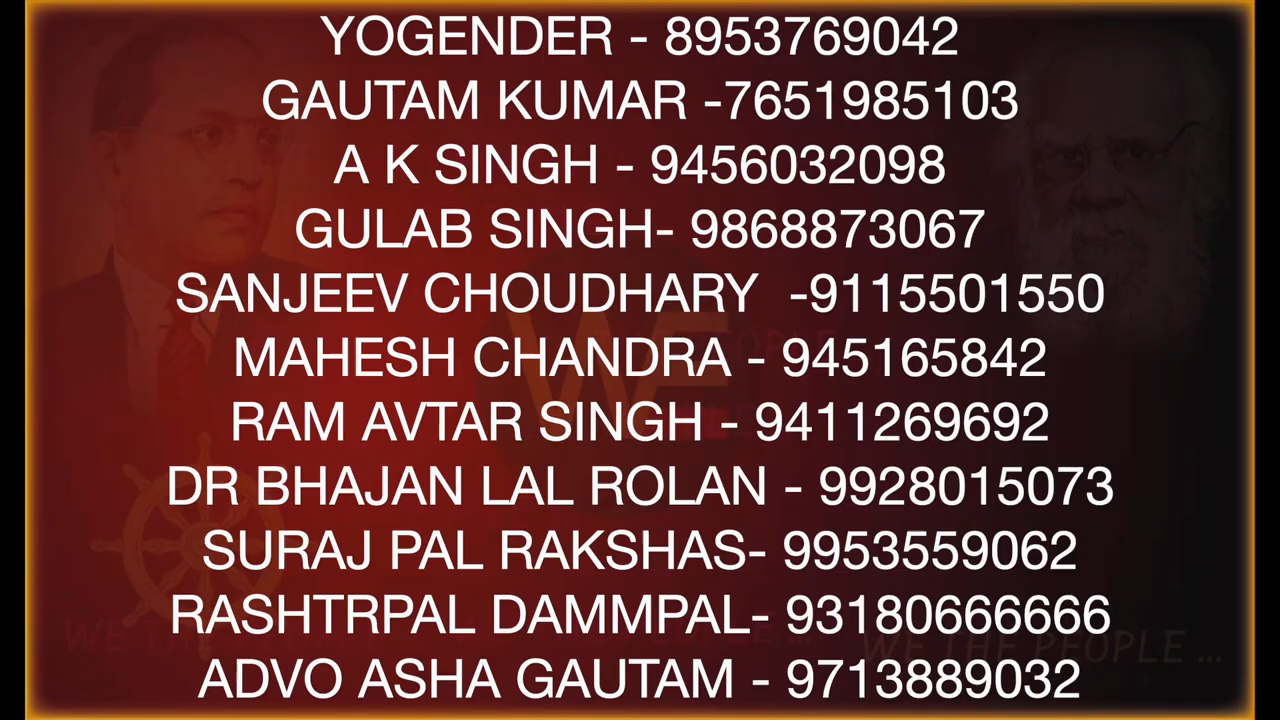 YOGENDER - 8953769042
GAUTAM KUMAR -7651985103
A K SINGH - 9456032098
GULAB SINGH- 9868873067
SANJEEV CHOUDHARY -9115501550
MAHESH CHANDRA - 945165842
RAM AVTAR SINGH - 9411269692
DR BHAJAN LAL ROLAN - 9928015073
SURAJ PAL RAKSHAS- 9953559062
RASHTRPAL DAMMPAL- 93180666666
WE THE PEOPLE ...
ADVO ASHA GAUTAM - 9713889032